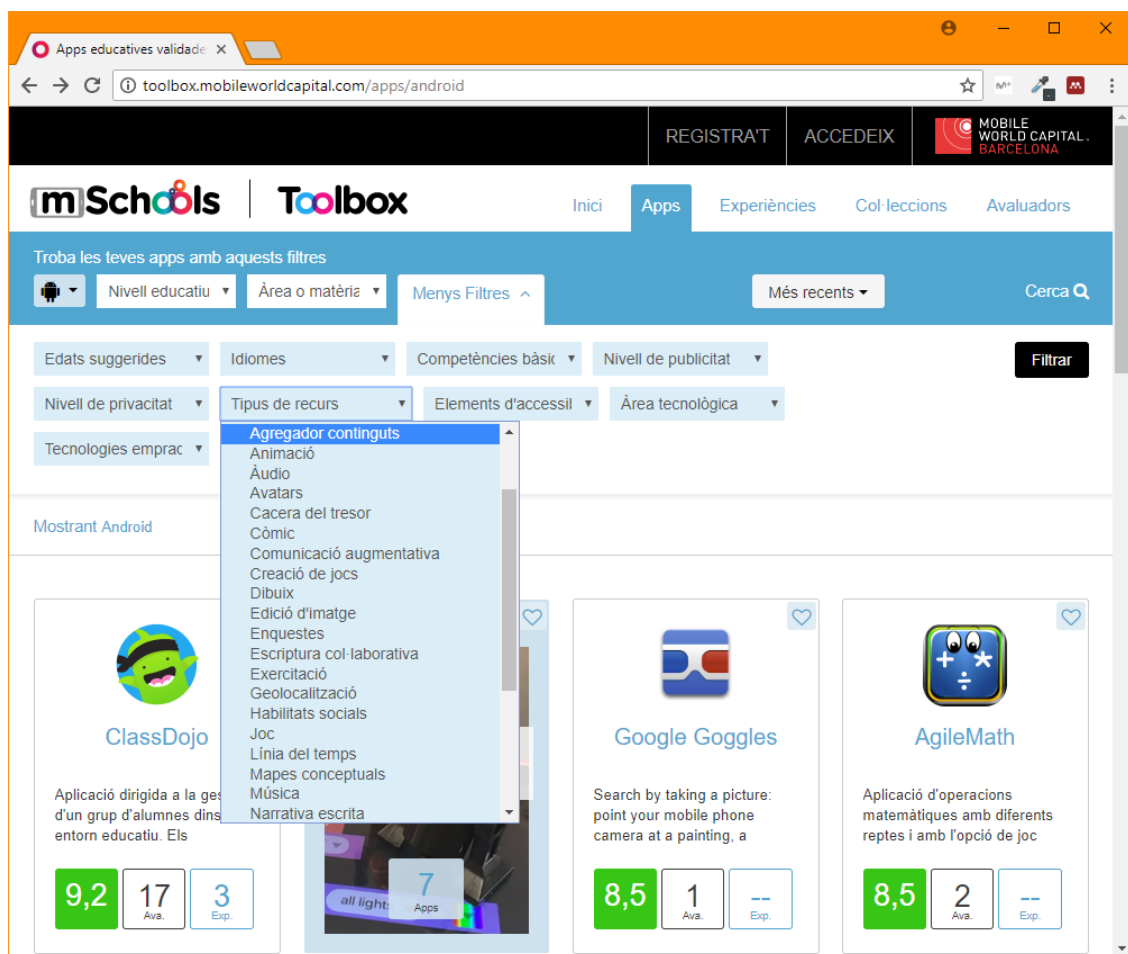 Apps educatives validade
toolbox.mobileworldcapital.com/apps/android
REGISTRA'T ACCEDEIX MOBILE WORLD CAPITAL. BARCELONA
mSchools Toolbox
Inici Apps Experiències Col·leccions Avaluadors
Troba les teves apps amb aquests filtres
Nivell educatiu Àrea o matèria Menys Filtres Més recents Cerca
Edats suggerides Idiomes Competències bàsic Nivell de publicitat Filtrar
Nivell de privacitat Tipus de recurs Elements d'accessil Àrea tecnològica
Tecnologies emprac
Agregador continguts
Animació
Àudio
Avatars
Cacera del tresor
Còmic
Comunicació augmentativa
Creació de jocs
Dibuix
Edició d'imatge
Enquestes
Escriptura col·laborativa
Exercitació
Geolocalització
Habilitats socials
Joc
Línia del temps
Mapes conceptuals
Música
Narrativa escrita
Mostrant Android
ClassDojo
Aplicació dirigida a la ges
d'un grup d'alumnes dins
entorn educatiu. Els
9,2 17 Ava. 3 Exp.
all lights
7
Apps
Google Goggles
Search by taking a picture:
point your mobile phone
camera at a painting, a
8,5 1 Ava. -- Exp.
AgileMath
Aplicació d'operacions
matemàtiques amb diferents
reptes i amb l'opció de joc
8,5 2 Ava. -- Exp.